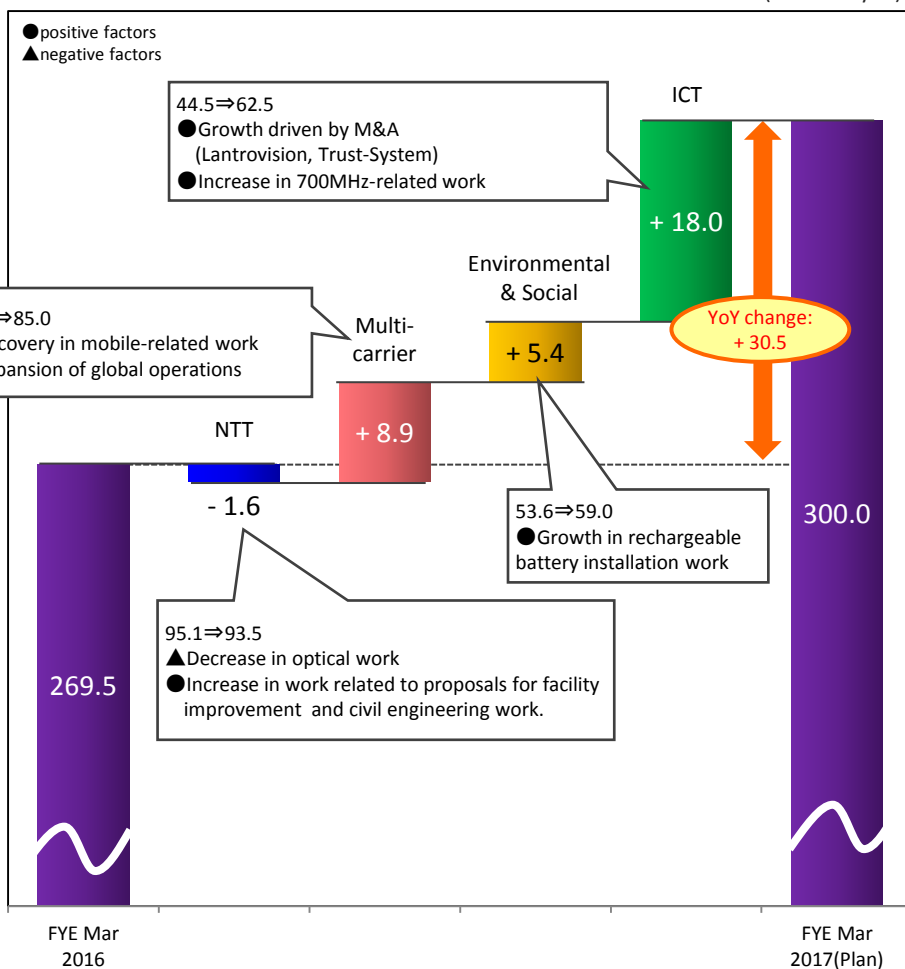 ●positive factors
▲negative factors
44.5⇒62.5
●Growth driven by M&A
(Lantrovision, Trust-System)
●Increase in 700MHz-related work
ICT
+ 18.0
Environmental
& Social
+ 5.4
YoY change:
+ 30.5
⇒85.0
mobile-related work
of global operations
Multi-
carrier
+ 8.9
NTT
- 1.6
53.6⇒59.0
●Growth in rechargeable
battery installation work
300.0
95.1⇒93.5
▲Decrease in optical work
●Increase in work related to proposals for facility
improvement and civil engineering work.
269.5
FYE Mar
2016
FYE Mar
2017(Plan)